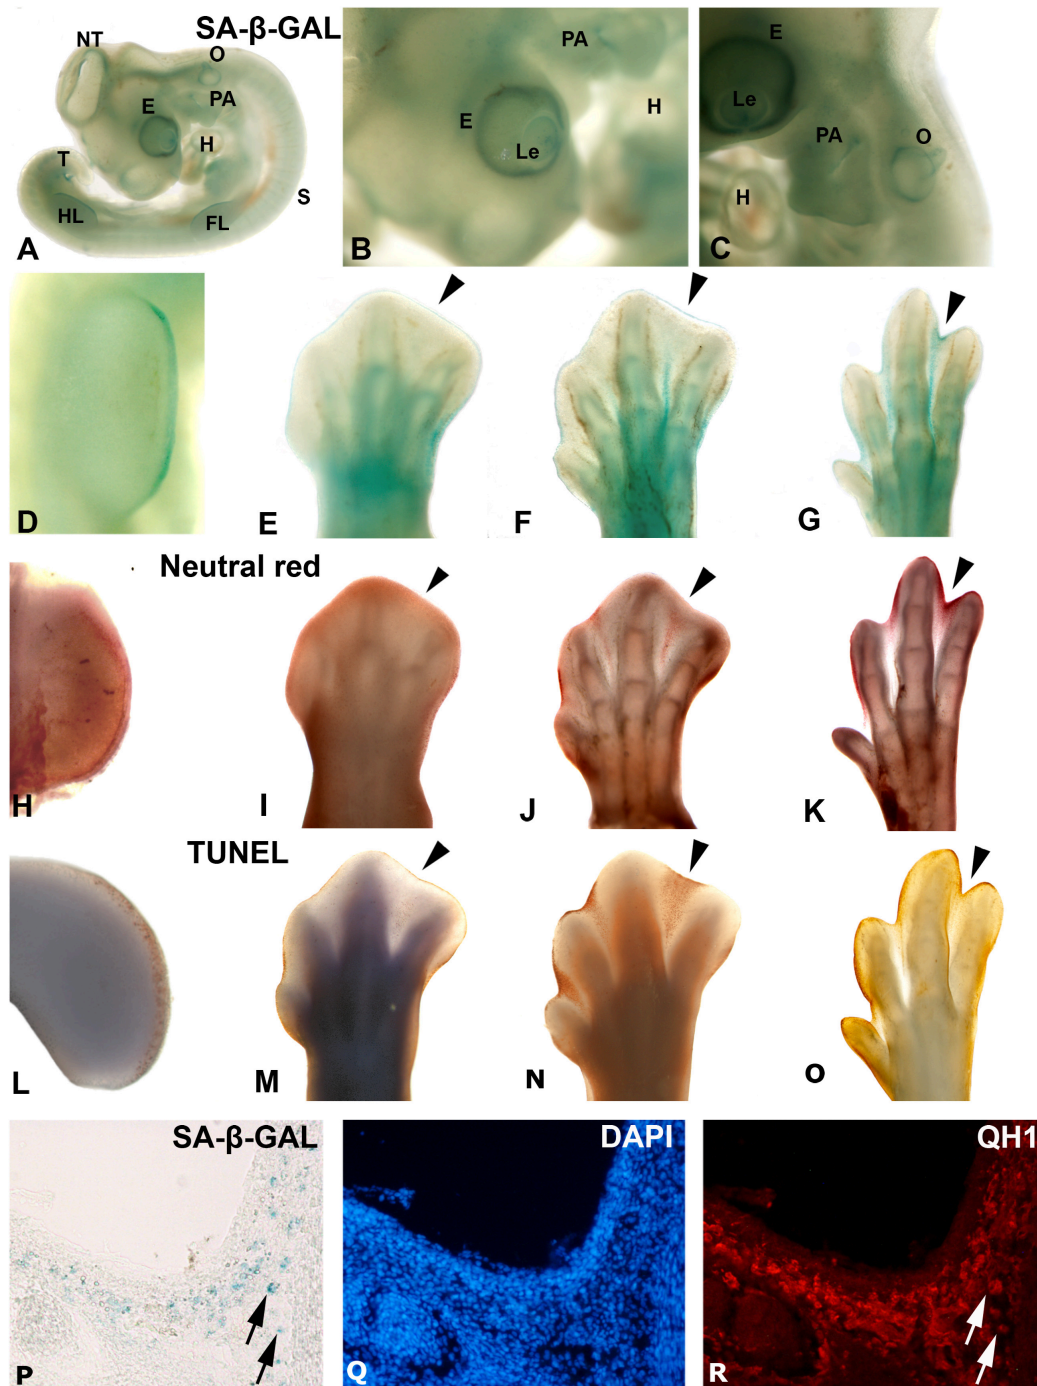 SA-β-GAL
NT
O
PA
E
H
T
HL
FL
S
A
PA
H
E
Le
B
E
Le
PA
O
H
C
D
E
F
G
Neutral red
H
I
J
K
TUNEL
L
M
N
O
SA-β-GAL
P
DAPI
Q
QH1
R